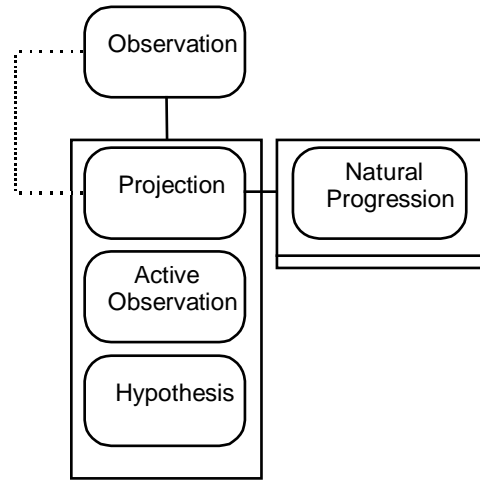 Observation
Projection
Natural
Progression
Active
Observation
Hypothesis